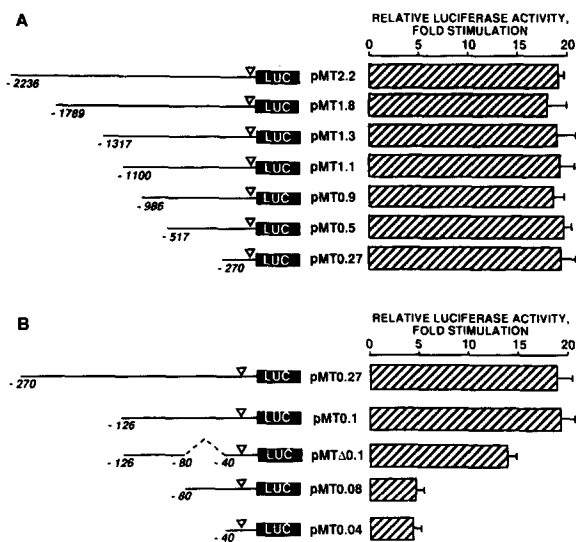 A
RELATIVE LUCIFERASE ACTIVITY,
FOLD STIMULATION
0 5 10 15 20
- 2236 LUC pMT2.2
- 1789 LUC pMT1.8
- 1317 LUC pMT1.3
- 1100 LUC pMT1.1
- 986 LUC pMT0.9
- 517 LUC pMT0.5
- 270 LUC pMT0.27
B
RELATIVE LUCIFERASE ACTIVITY,
FOLD STIMULATION
0 5 10 15 20
- 270 LUC pMT0.27
- 126 LUC pMT0.1
- 126 - 80 - 40 LUC pMTΔ0.1
- 80 LUC pMT0.08
- 40 LUC pMT0.04